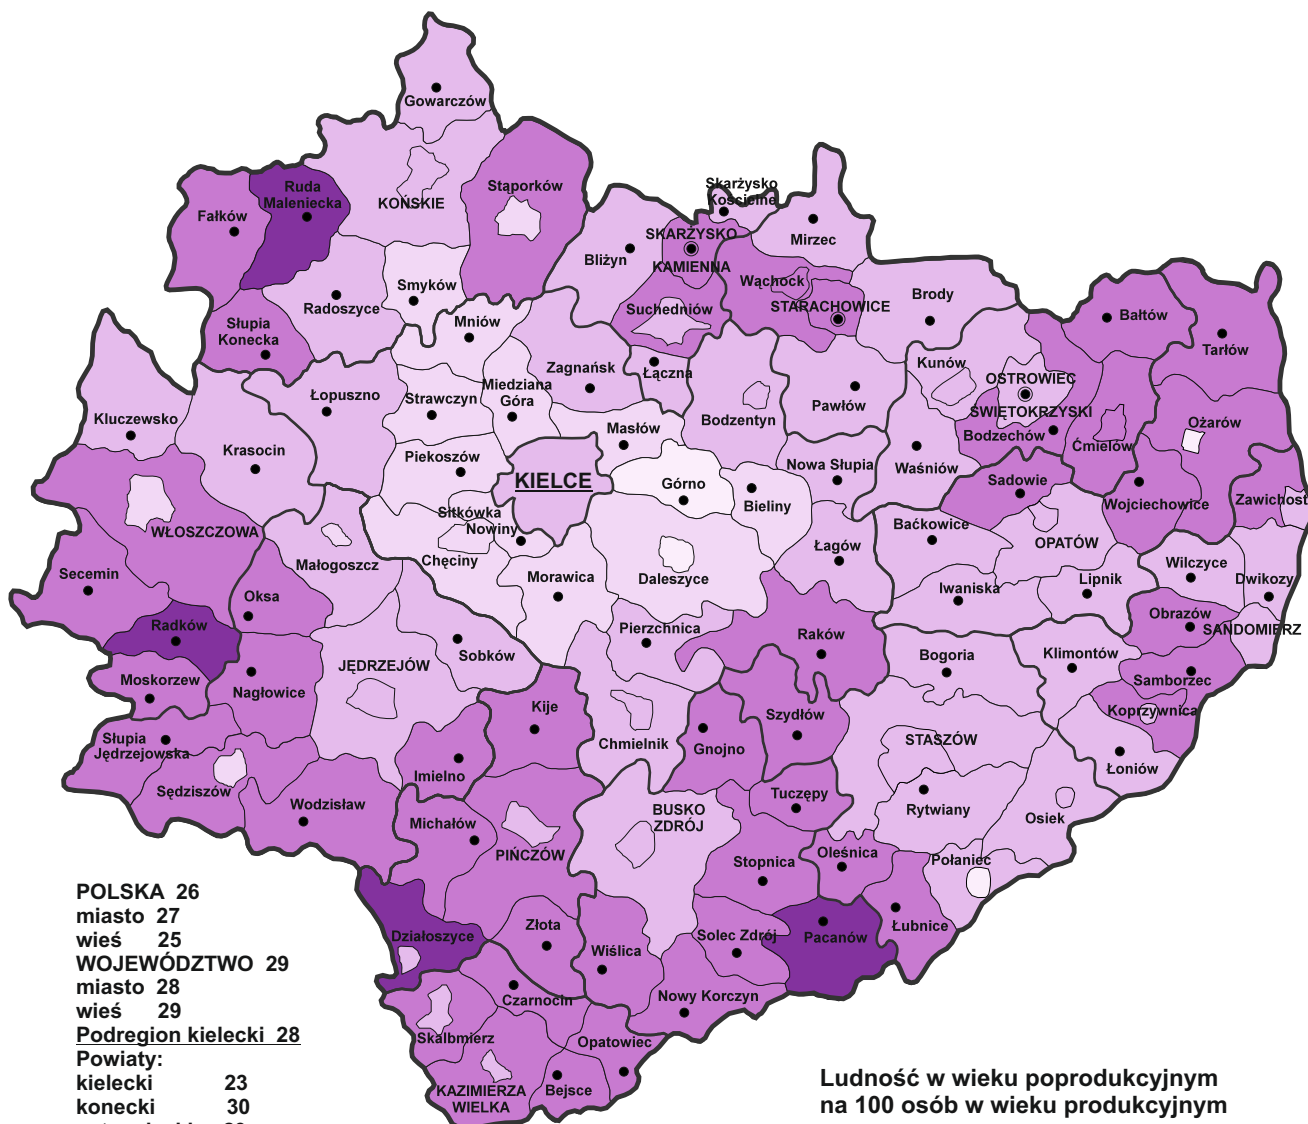 Gowarczów
Ruda
Maleniecka
Stąporków
KOŃSKIE
Fałków
Skarżysko
Kościelne
SKARŻYSKO
KAMIENNA
Mirzec
Bliżyn
Smyków
Radoszyce
Wąchock
Brody
Suchedniów
STARACHOWICE
Bałtów
Tarłów
Słupia
Konecka
Mniów
Zagnańsk
Łączna
Kunów
OSTROWIEC
ŚWIĘTOKRZYSKI
Łopuszno
Strawczyn
Miedziana
Góra
Pawłów
Kluczewsko
Masłów
Bodzentyn
Bodzechów
Ćmielów
Ożarów
Krasocin
Piekoszów
KIELCE
Górno
Nowa Słupia
Waśniów
Sadowie
Wojciechowice
Zawichost
Bieliny
WŁOSZCZOWA
Sitkówka
Nowiny
Baćkowice
OPATÓW
Łagów
Małogoszcz
Chęciny
Morawica
Daleszyce
Wilczyce
Dwikozy
Secemin
Oksa
Iwaniska
Lipnik
Obrazów
SANDOMIERZ
Radków
Pierzchnica
Raków
Sobków
JĘDRZEJÓW
Bogoria
Klimontów
Moskorzew
Nagłowice
Samborzec
Koprzywnica
Kije
Szydłów
Słupia
Jędrzejowska
Chmielnik
Gnojno
STASZÓW
Łoniów
Imielno
Sędziszów
Wodzisław
Tuczępy
Rytwiany
Osiek
BUSKO
ZDRÓJ
Michałów
PIŃCZÓW
Stopnica
Oleśnica
Połaniec
Działoszyce
Złota
Wiślica
Solec Zdrój
Pacanów
Łubnice
Czarnocin
Nowy Korczyn
Skalbmierz
Opatowiec
KAZIMIERZA
WIELKA
Bejsce
POLSKA 26
miasto 27
wieś 25
WOJEWÓDZTWO 29
miasto 28
wieś 29
Podregion kielecki 28
Powiaty:
kielecki 23
konecki 30
Ludność w wieku poprodukcyjnym
na 100 osób w wieku produkcyjnym